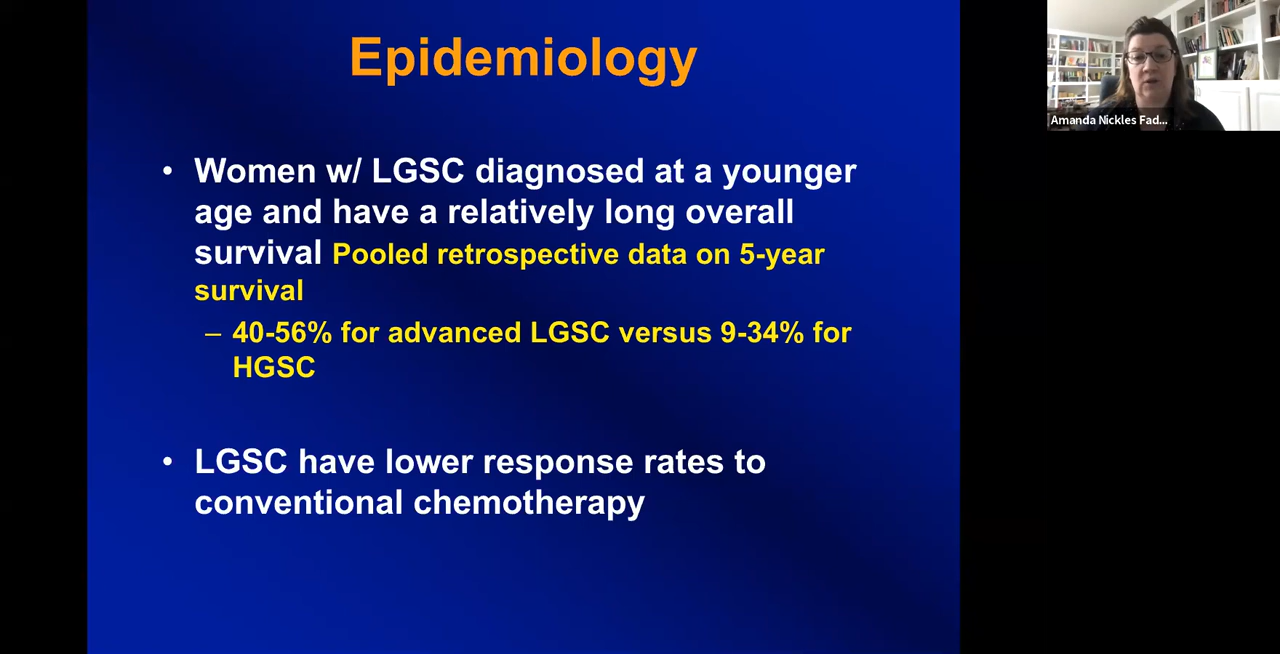 Epidemiology
• Women w/ LGSC diagnosed at a younger
age and have a relatively long overall
survival Pooled retrospective data on 5-year
survival
– 40-56% for advanced LGSC versus 9-34% for
HGSC
• LGSC have lower response rates to
conventional chemotherapy
Amanda Nickles Fad...